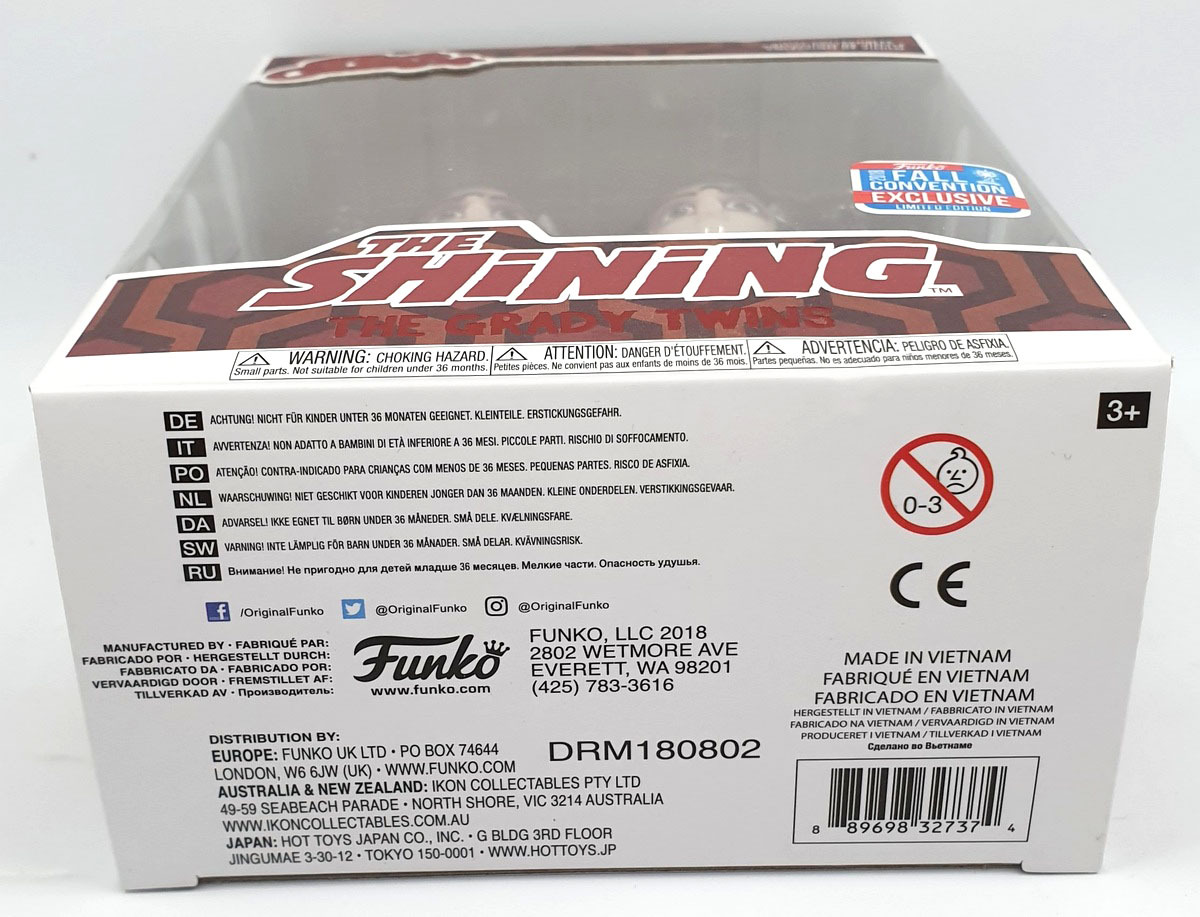 Funko
2018 FALL
CONVENTION
EXCLUSIVE
LIMITED EDITION
THE
SHiNiNG
TM
THE GRADY TWINS
WARNING: CHOKING HAZARD.
Small parts. Not suitable for children under 36 months.
ATTENTION: DANGER D'ÉTOUFFEMENT.
Petites pièces. Ne convient pas aux enfants de moins de 36 mois.
ADVERTENCIA: PELIGRO DE ASFIXIA.
Partes pequeñas. No es adecuado para niños menores de 36 meses.
3+
DE ACHTUNG! NICHT FÜR KINDER UNTER 36 MONATEN GEEIGNET. KLEINTEILE. ERSTICKUNGSGEFAHR.
IT AVVERTENZA! NON ADATTO A BAMBINI DI ETÀ INFERIORE A 36 MESI. PICCOLE PARTI. RISCHIO DI SOFFOCAMENTO.
PO ATENÇÃO! CONTRA-INDICADO PARA CRIANÇAS COM MENOS DE 36 MESES. PEQUENAS PARTES. RISCO DE ASFIXIA.
NL WAARSCHUWING! NIET GESCHIKT VOOR KINDEREN JONGER DAN 36 MAANDEN. KLEINE ONDERDELEN. VERSTIKKINGSGEVAAR.
DA ADVARSEL! IKKE EGNET TIL BØRN UNDER 36 MÅNEDER. SMÅ DELE. KVÆLNINGSFARE.
SW VARNING! INTE LÄMPLIG FÖR BARN UNDER 36 MÅNADER. SMÅ DELAR. KVÄVNINGSRISK.
RU Внимание! Не пригодно для детей младше 36 месяцев. Мелкие части. Опасность удушья.
0-3
CE
/OriginalFunko @OriginalFunko @OriginalFunko
MANUFACTURED BY • FABRIQUÉ PAR:
FABRICADO POR • HERGESTELLT DURCH:
FABBRICATO DA • FABRICADO POR:
VERVAARDIGD DOOR • FREMSTILLET AF:
TILLVERKAD AV • Производитель:
Funko
www.funko.com
FUNKO, LLC 2018
2802 WETMORE AVE
EVERETT, WA 98201
(425) 783-3616
MADE IN VIETNAM
FABRIQUÉ EN VIETNAM
FABRICADO EN VIETNAM
HERGESTELLT IN VIETNAM / FABBRICATO IN VIETNAM
FABRICADO NA VIETNAM / VERVAARDIGD IN VIETNAM
PRODUCERET I VIETNAM / TILLVERKAD I VIETNAM
Сделано во Вьетнаме
DISTRIBUTION BY:
EUROPE: FUNKO UK LTD • PO BOX 74644
LONDON, W6 6JW (UK) • WWW.FUNKO.COM
AUSTRALIA & NEW ZEALAND: IKON COLLECTABLES PTY LTD
49-59 SEABEACH PARADE • NORTH SHORE, VIC 3214 AUSTRALIA
WWW.IKONCOLLECTABLES.COM.AU
JAPAN: HOT TOYS JAPAN CO., INC. • G BLDG 3RD FLOOR
JINGUMAE 3-30-12 • TOKYO 150-0001 • WWW.HOTTOYS.JP
DRM180802
8 89698 32737 4